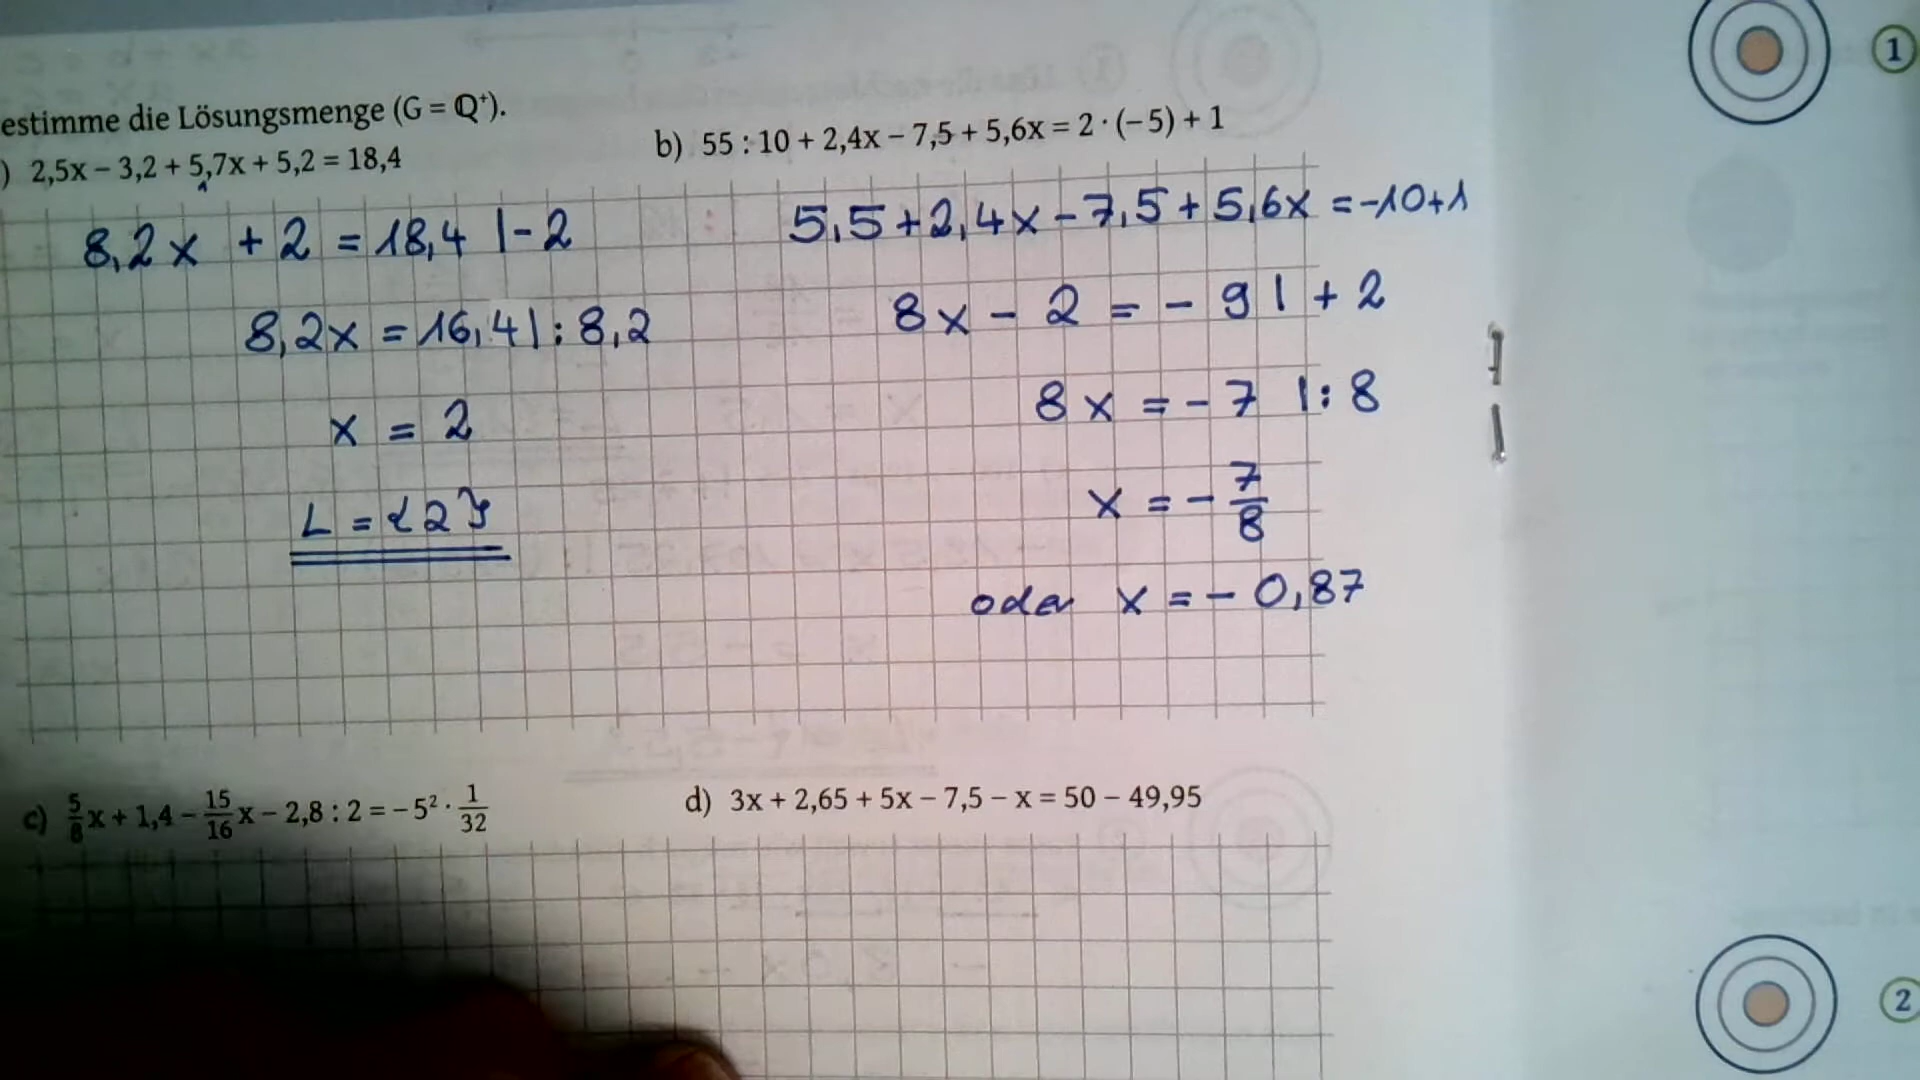 estimme die Lösungsmenge (G = ℚ⁺).
) 2,5x – 3,2 + 5,7x + 5,2 = 18,4
8,2x + 2 = 18,4 |-2
8,2x = 16,4 | : 8,2
x = 2
L = {2}
b) 55 : 10 + 2,4x – 7,5 + 5,6x = 2 · (– 5) + 1
5,5 + 2,4x - 7,5 + 5,6x = -10+1
8x - 2 = - 9 | + 2
8x = - 7 | : 8
x = - 7/8
oder x = - 0,87
c) 5/8x + 1,4 – 15/16x – 2,8 : 2 = – 5² · 1/32
d) 3x + 2,65 + 5x – 7,5 – x = 50 – 49,95
1
2